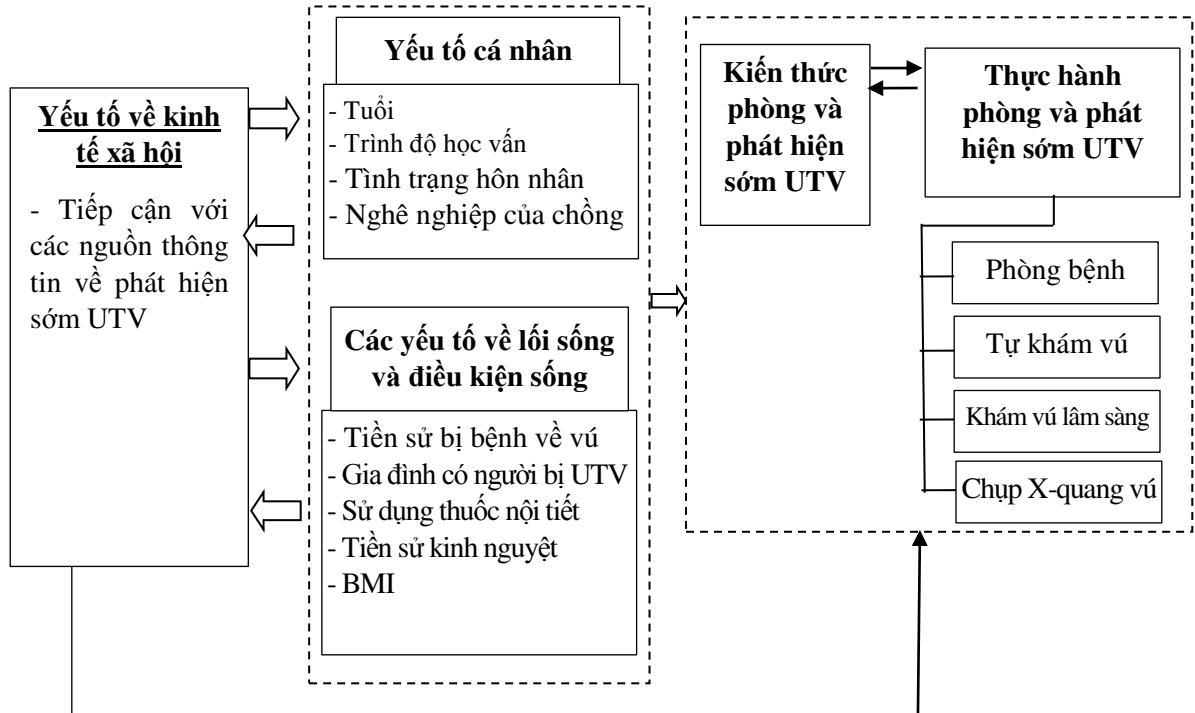 Yếu tố về kinh
tế xã hội
- Tiếp cận với
các nguồn thông
tin về phát hiện
sớm UTV
Yếu tố cá nhân
- Tuổi
- Trình độ học vấn
- Tình trạng hôn nhân
- Nghê nghiệp của chồng
Các yếu tố về lối sống
và điều kiện sống
- Tiền sử bị bệnh về vú
- Gia đình có người bị UTV
- Sử dụng thuốc nội tiết
- Tiền sử kinh nguyệt
- BMI
Kiến thức
phòng và
phát hiện
sớm UTV
Thực hành
phòng và phát
hiện sớm UTV
Phòng bệnh
Tự khám vú
Khám vú lâm sàng
Chụp X-quang vú